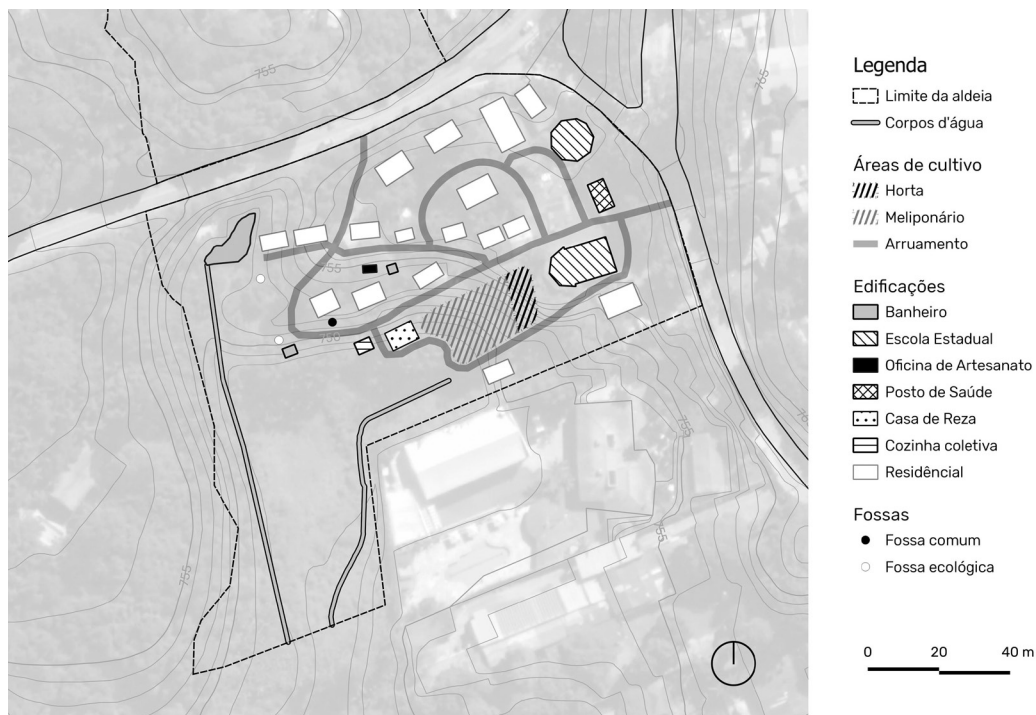 755
765
Legenda
Limite da aldeia
Corpos d'água
Áreas de cultivo
Horta
Meliponário
Arruamento
755
750
Edificações
Banheiro
Escola Estadual
Oficina de Artesanato
Posto de Saúde
Casa de Reza
Cozinha coletiva
Residêncial
755
755
755
Fossas
Fossa comum
Fossa ecológica
0 20 40 m